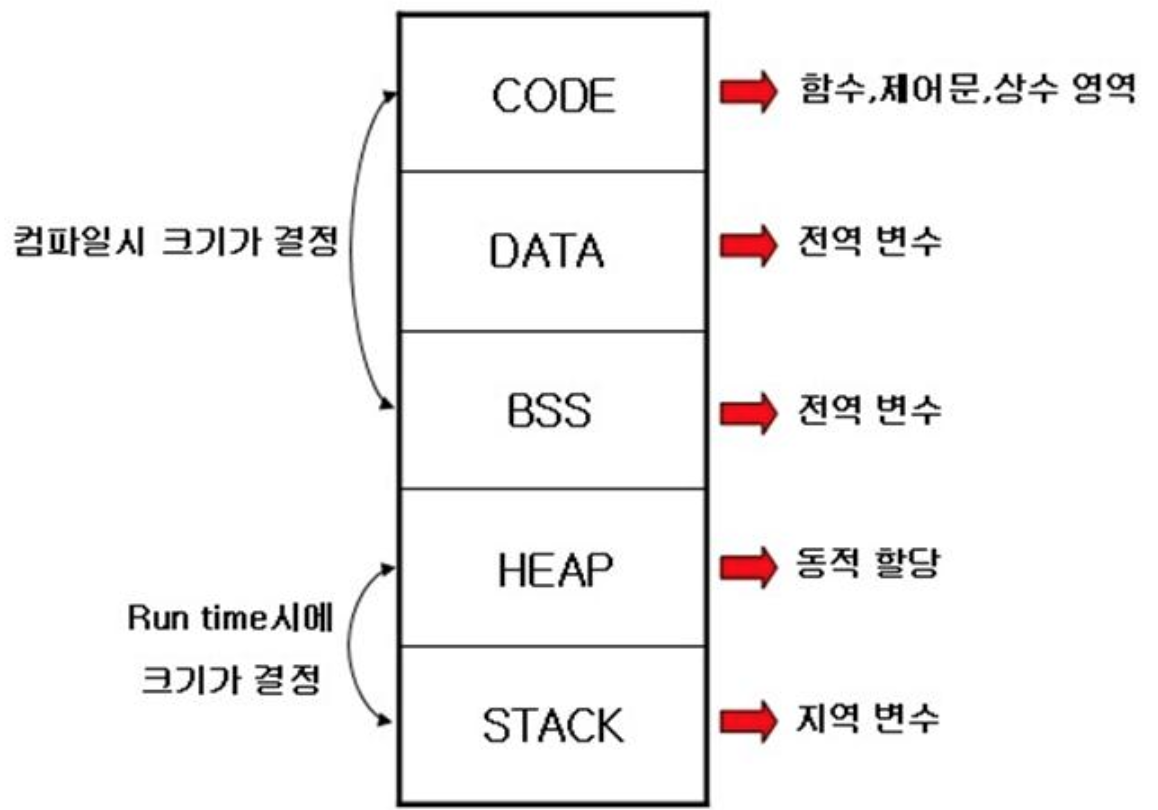 CODE
함수,제어문,상수 영역
컴파일시 크기가 결정
DATA
전역 변수
BSS
전역 변수
HEAP
동적 할당
Run time시에
크기가 결정
STACK
지역 변수